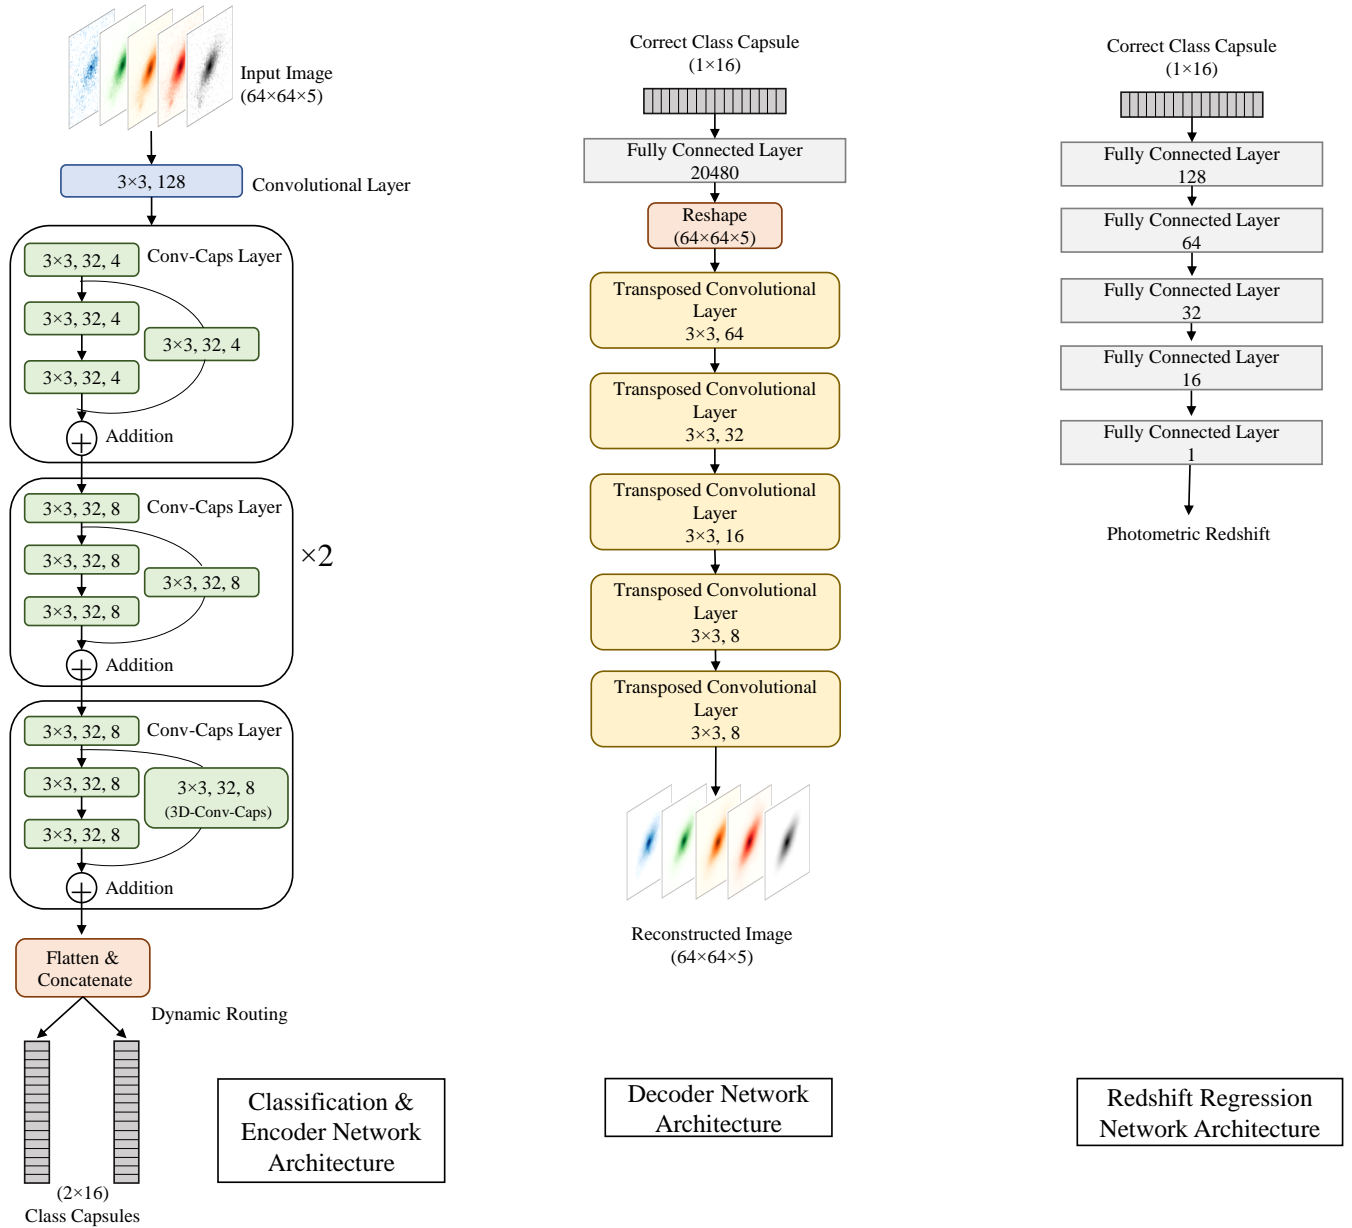 Input Image
(64×64×5)
3×3, 128
Convolutional Layer
Conv-Caps Layer
3×3, 32, 4
3×3, 32, 4
3×3, 32, 4
3×3, 32, 4
Addition
Conv-Caps Layer
3×3, 32, 8
3×3, 32, 8
3×3, 32, 8
3×3, 32, 8
Addition
×2
Conv-Caps Layer
3×3, 32, 8
3×3, 32, 8
3×3, 32, 8
(3D-Conv-Caps)
3×3, 32, 8
Addition
Flatten &
Concatenate
Dynamic Routing
(2×16)
Class Capsules
Classification &
Encoder Network
Architecture
Correct Class Capsule
(1×16)
Fully Connected Layer
20480
Reshape
(64×64×5)
Transposed Convolutional
Layer
3×3, 64
Transposed Convolutional
Layer
3×3, 32
Transposed Convolutional
Layer
3×3, 16
Transposed Convolutional
Layer
3×3, 8
Transposed Convolutional
Layer
3×3, 8
Reconstructed Image
(64×64×5)
Decoder Network
Architecture
Correct Class Capsule
(1×16)
Fully Connected Layer
128
Fully Connected Layer
64
Fully Connected Layer
32
Fully Connected Layer
16
Fully Connected Layer
1
Photometric Redshift
Redshift Regression
Network Architecture